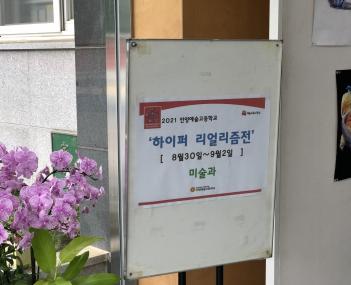 2021 안양예술고등학교
‘하이퍼 리얼리즘전’
[ 8월30일~9월2일 ]
미술과